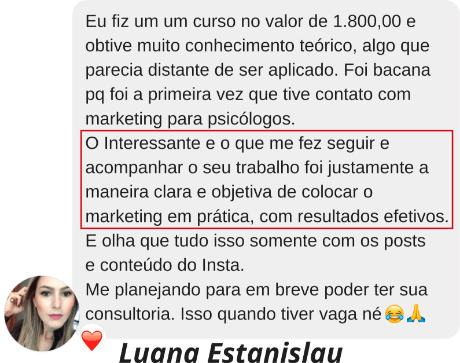 Eu fiz um um curso no valor de 1.800,00 e
obtive muito conhecimento teórico, algo que
parecia distante de ser aplicado. Foi bacana
pq foi a primeira vez que tive contato com
marketing para psicólogos.
O Interessante e o que me fez seguir e
acompanhar o seu trabalho foi justamente a
maneira clara e objetiva de colocar o
marketing em prática, com resultados efetivos.
E olha que tudo isso somente com os posts
e conteúdo do Insta.
Me planejando para em breve poder ter sua
consultoria. Isso quando tiver vaga né😂🙏
Luana Estanislau